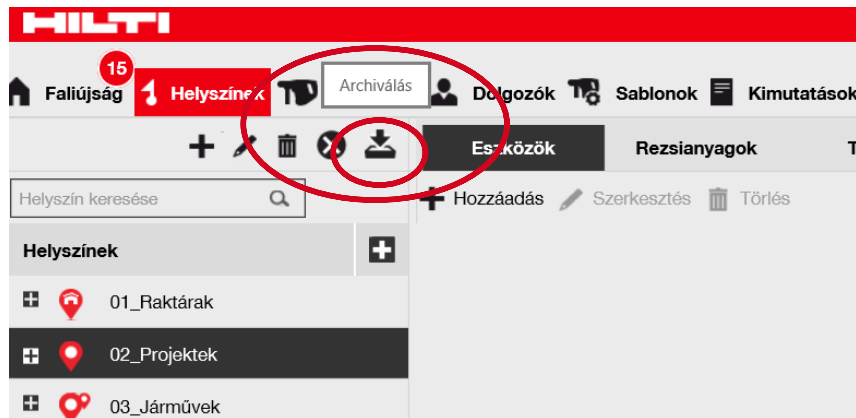 HILTI
15
Faliújság Helyszínek Archiválás Dolgozók Sablonok Kimutatások
Eszközök Rezsianyagok T
Helyszín keresése
Hozzáadás Szerkesztés Törlés
Helyszínek
01_Raktárak
02_Projektek
03_Járművek